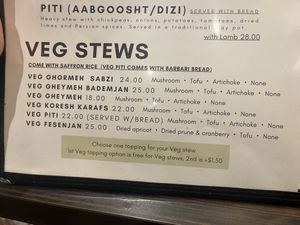 PITI (AABGOOSHT/DIZI) SERVED WITH BREAD
Heavy stew with chickpeas, onions, potatoes, tomatoes, dried
limes and Persian spices. Served in a traditional clay pot.
with Lamb 28.00
VEG STEWS
COME WITH SAFFRON RICE (VEG PITI COMES WITH BARBARI BREAD)
VEG GHORMEH SABZI 24.00 Mushroom • Tofu • Artichoke • None
VEG GHEYMEH BADEMJAN 25.00 Mushroom • Tofu • Artichoke • None
VEG GHEYMEH 18.00 Mushroom • Tofu • Artichoke • None
VEG KORESH KARAFS 22.00 Mushroom • Tofu • Artichoke • None
VEG PITI 22.00 (SERVED W/BREAD) Mushroom • Tofu • Artichoke • None
VEG FESENJAN 25.00 Dried apricot • Dried prune & cranberry • Tofu • None
Choose one topping for your Veg stew
1st Veg topping option is free for Veg stews, 2nd is +$1.50